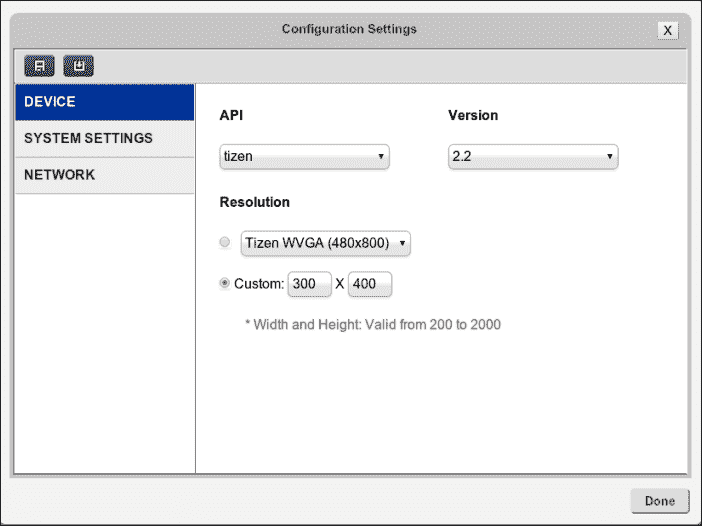 Configuration Settings
X
DEVICE
SYSTEM SETTINGS
NETWORK
API
Version
tizen
2.2
Resolution
Tizen WVGA (480x800)
Custom: 300 X 400
* Width and Height: Valid from 200 to 2000
Done